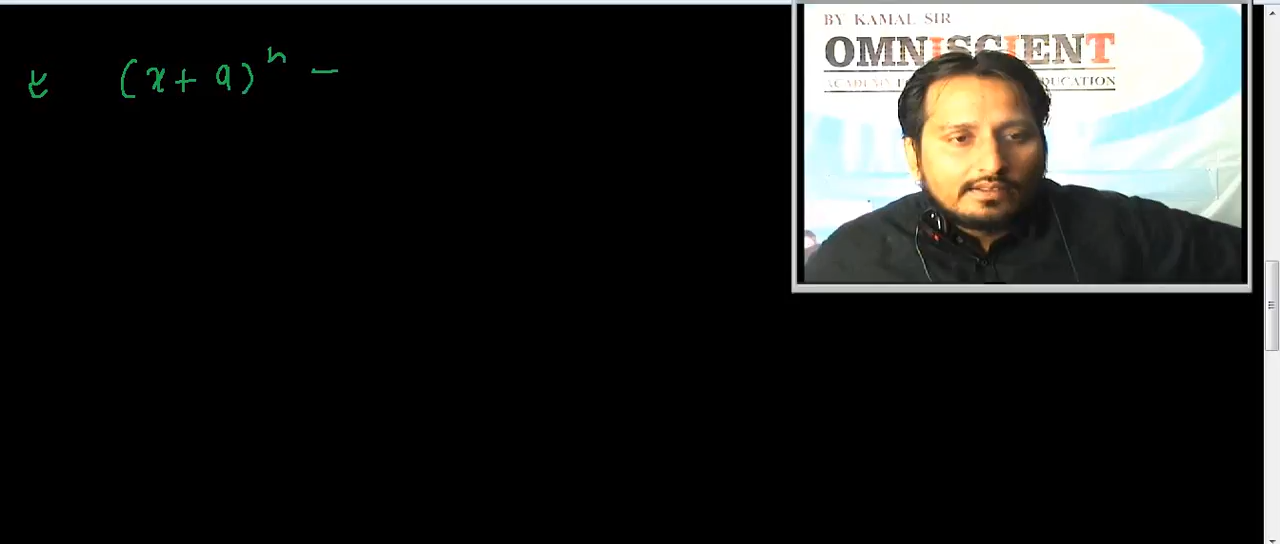 BY KAMAL SIR
OMNISCIENT
(x + a)^n –